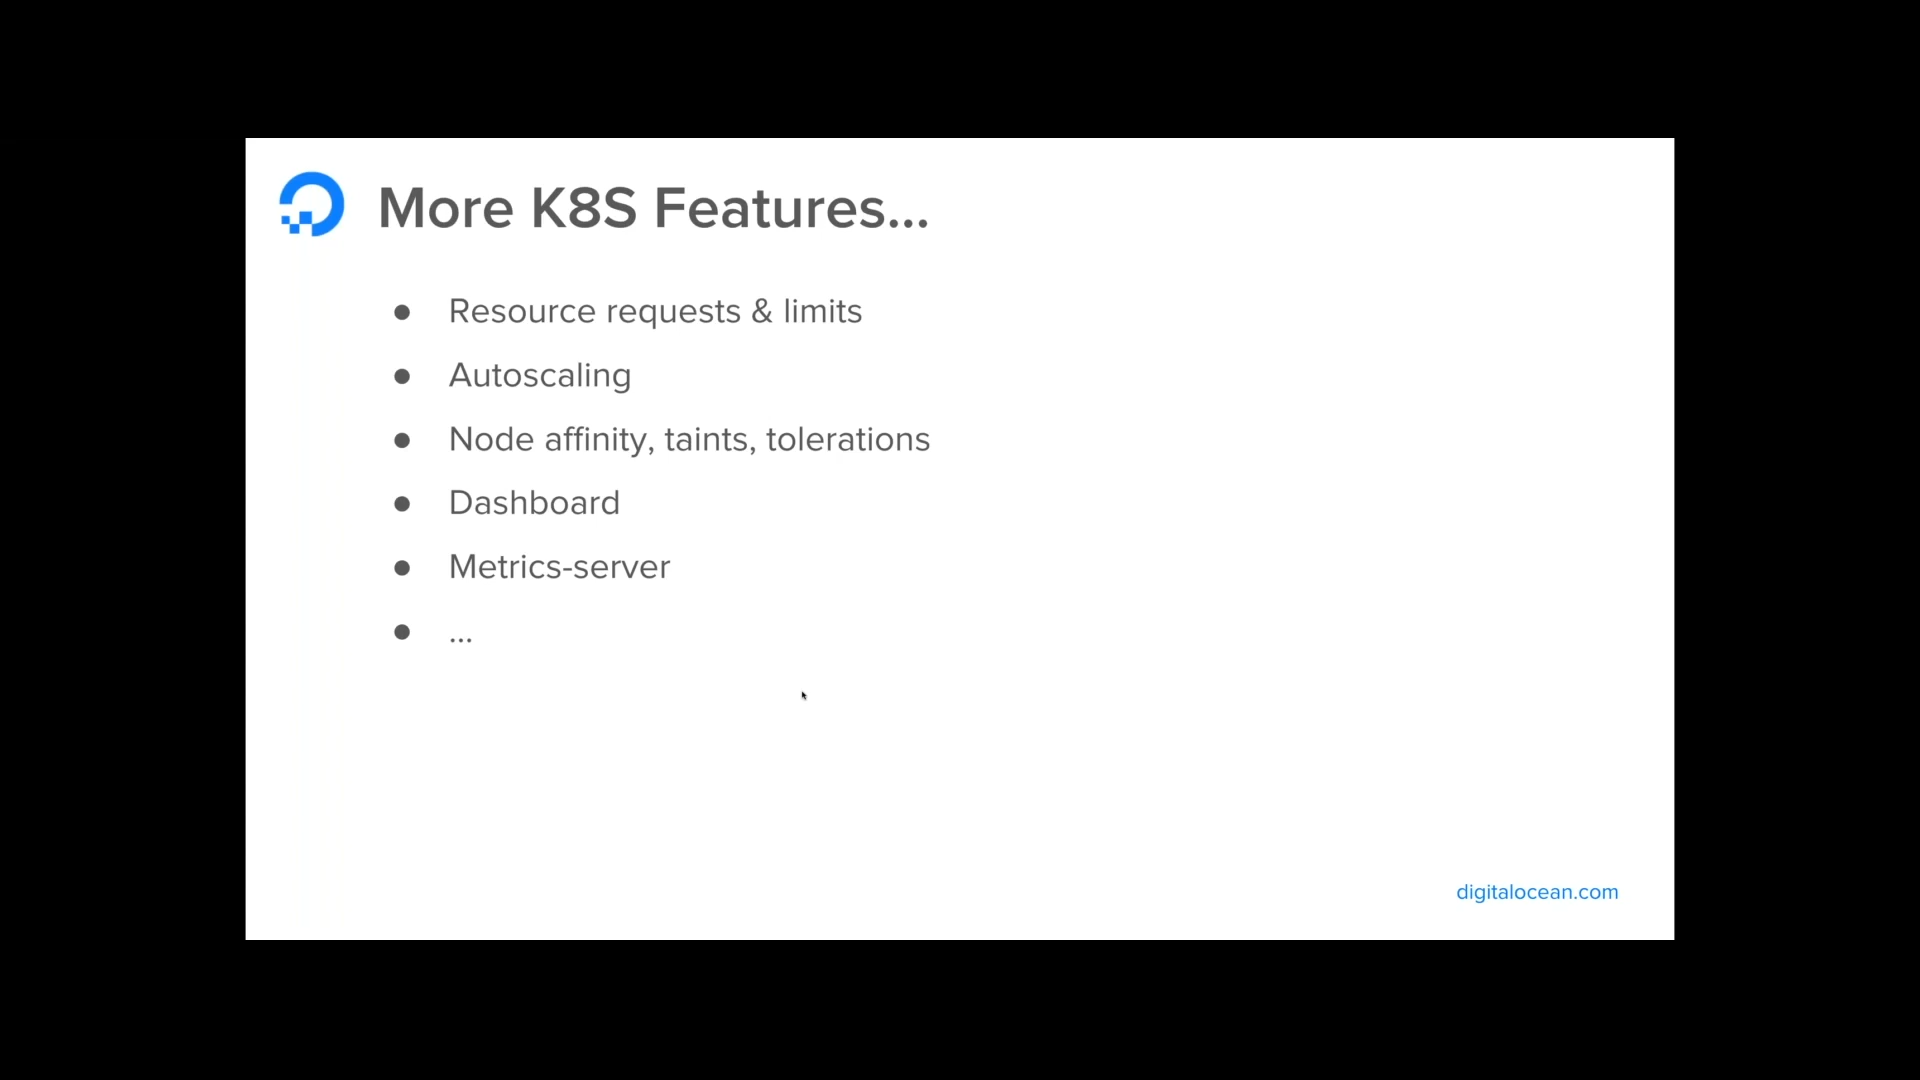 More K8S Features...
● Resource requests & limits
● Autoscaling
● Node affinity, taints, tolerations
● Dashboard
● Metrics-server
● ...
digitalocean.com